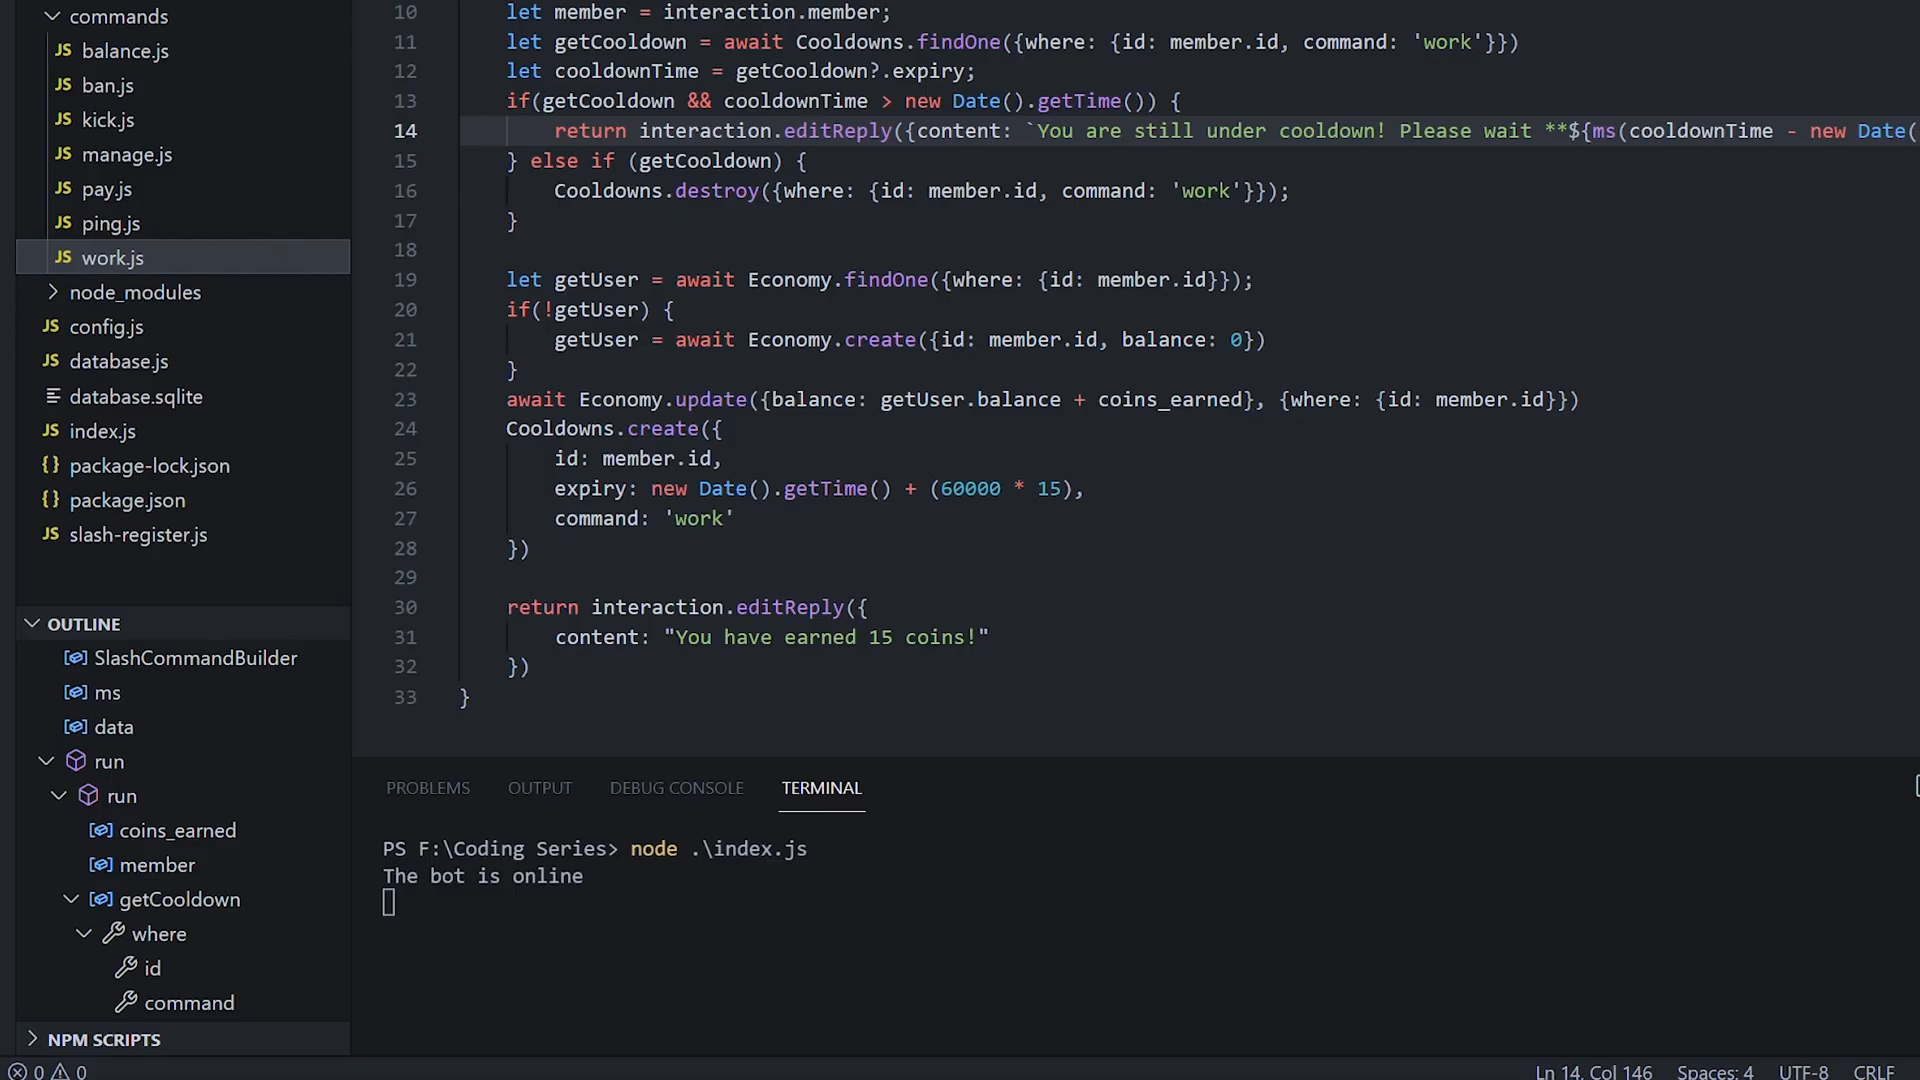 commands
JS balance.js
JS ban.js
JS kick.js
JS manage.js
JS pay.js
JS ping.js
JS work.js
node_modules
JS config.js
JS database.js
database.sqlite
JS index.js
{} package-lock.json
{} package.json
JS slash-register.js
OUTLINE
SlashCommandBuilder
ms
data
run
run
coins_earned
member
getCooldown
where
id
command
NPM SCRIPTS
10 let member = interaction.member;
11 let getCooldown = await Cooldowns.findOne({where: {id: member.id, command: 'work'}})
12 let cooldownTime = getCooldown?.expiry;
13 if(getCooldown && cooldownTime > new Date().getTime()) {
14 return interaction.editReply({content: `You are still under cooldown! Please wait **${ms(cooldownTime - new Date(
15 } else if (getCooldown) {
16 Cooldowns.destroy({where: {id: member.id, command: 'work'}});
17 }
18
19 let getUser = await Economy.findOne({where: {id: member.id}});
20 if(!getUser) {
21 getUser = await Economy.create({id: member.id, balance: 0})
22 }
23 await Economy.update({balance: getUser.balance + coins_earned}, {where: {id: member.id}})
24 Cooldowns.create({
25 id: member.id,
26 expiry: new Date().getTime() + (60000 * 15),
27 command: 'work'
28 })
29
30 return interaction.editReply({
31 content: "You have earned 15 coins!"
32 })
33 }
PROBLEMS OUTPUT DEBUG CONSOLE TERMINAL
PS F:\Coding Series> node .\index.js
The bot is online
0 0 Ln 14, Col 146 Spaces: 4 UTF-8 CRLF